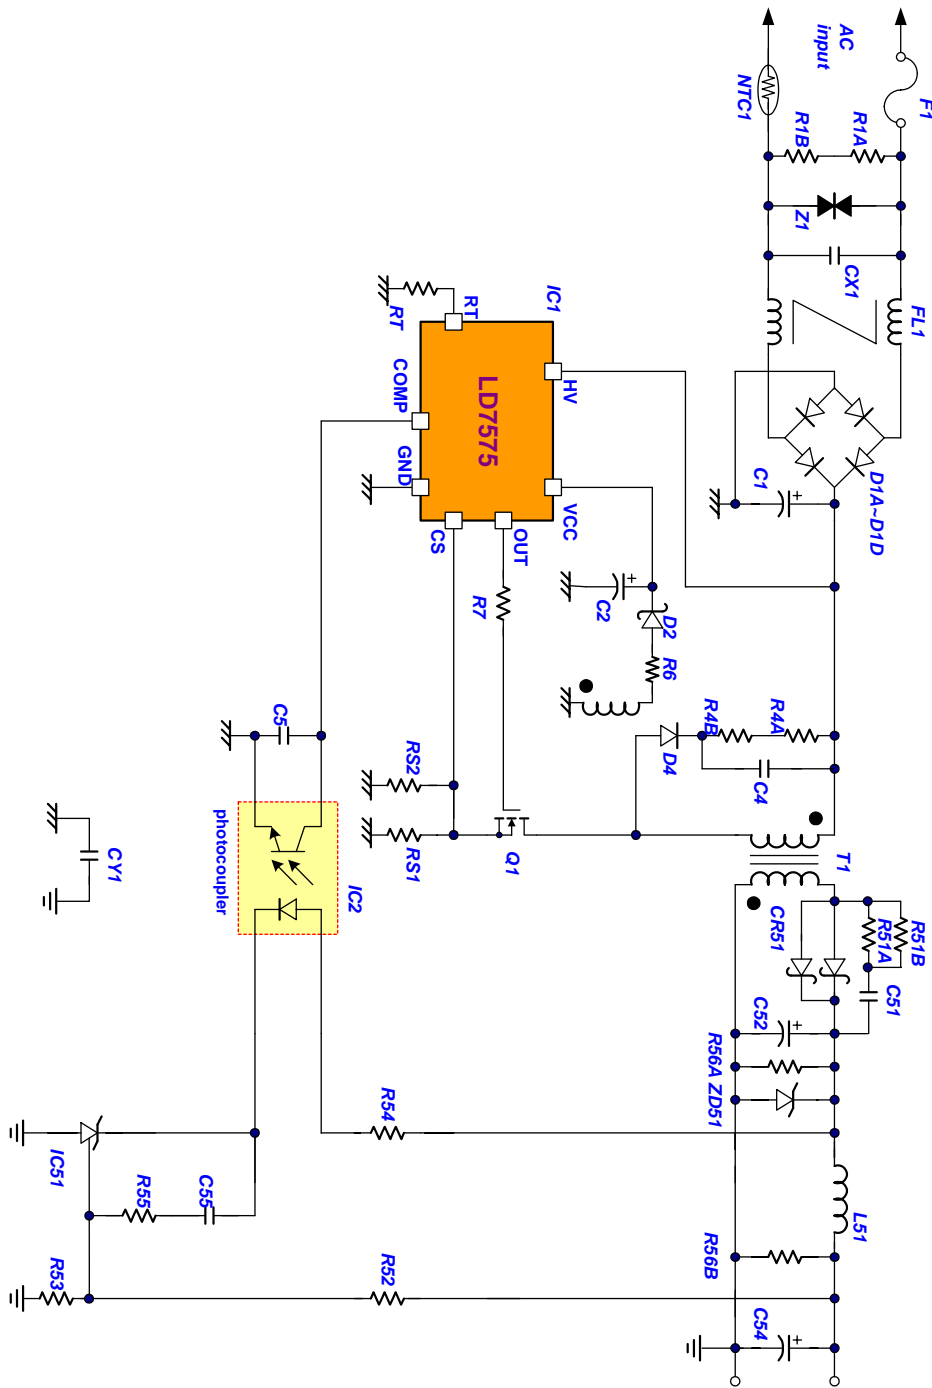 AC
input
F1
NTC1
R1A
R1B
Z1
CX1
FL1
D1A~D1D
C1
IC1
RT
RT
HV
COMP
LD7575
GND
VCC
CS
OUT
R7
C2
D2
R6
R4A
R4B
C4
D4
T1
Q1
RS2
RS1
C5
photocoupler
IC2
CY1
CR51
R51A
R51B
C51
C52
R56A
ZD51
R54
L51
R56B
IC51
R55
C55
R53
R52
C54